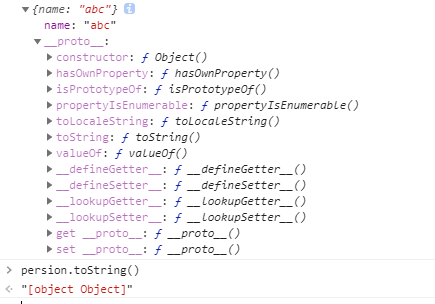 ▼ {name: "abc"} i
name: "abc"
▼ __proto__:
▶ constructor: ƒ Object()
▶ hasOwnProperty: ƒ hasOwnProperty()
▶ isPrototypeOf: ƒ isPrototypeOf()
▶ propertyIsEnumerable: ƒ propertyIsEnumerable()
▶ toLocaleString: ƒ toLocaleString()
▶ toString: ƒ toString()
▶ valueOf: ƒ valueOf()
▶ __defineGetter__: ƒ __defineGetter__()
▶ __defineSetter__: ƒ __defineSetter__()
▶ __lookupGetter__: ƒ __lookupGetter__()
▶ __lookupSetter__: ƒ __lookupSetter__()
▶ get __proto__: ƒ __proto__()
▶ set __proto__: ƒ __proto__()
> persion.toString()
"[object Object]"